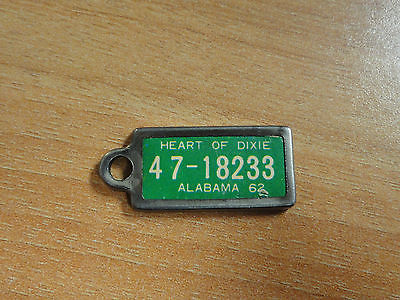 HEART OF DIXIE
47-18233
ALABAMA 62